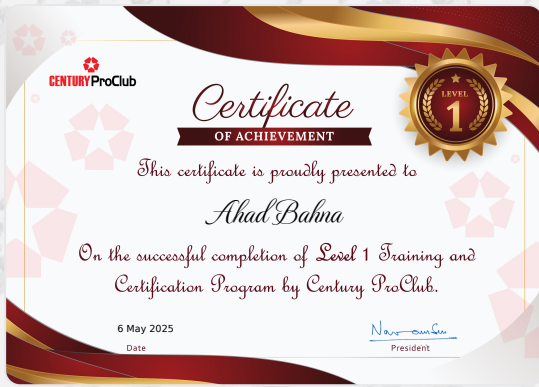 CENTURY ProClub
Certificate
OF ACHIEVEMENT
LEVEL
1
This certificate is proudly presented to
Ahad Bahna
On the successful completion of Level 1 Training and
Certification Program by Century ProClub.
6 May 2025
Date
President